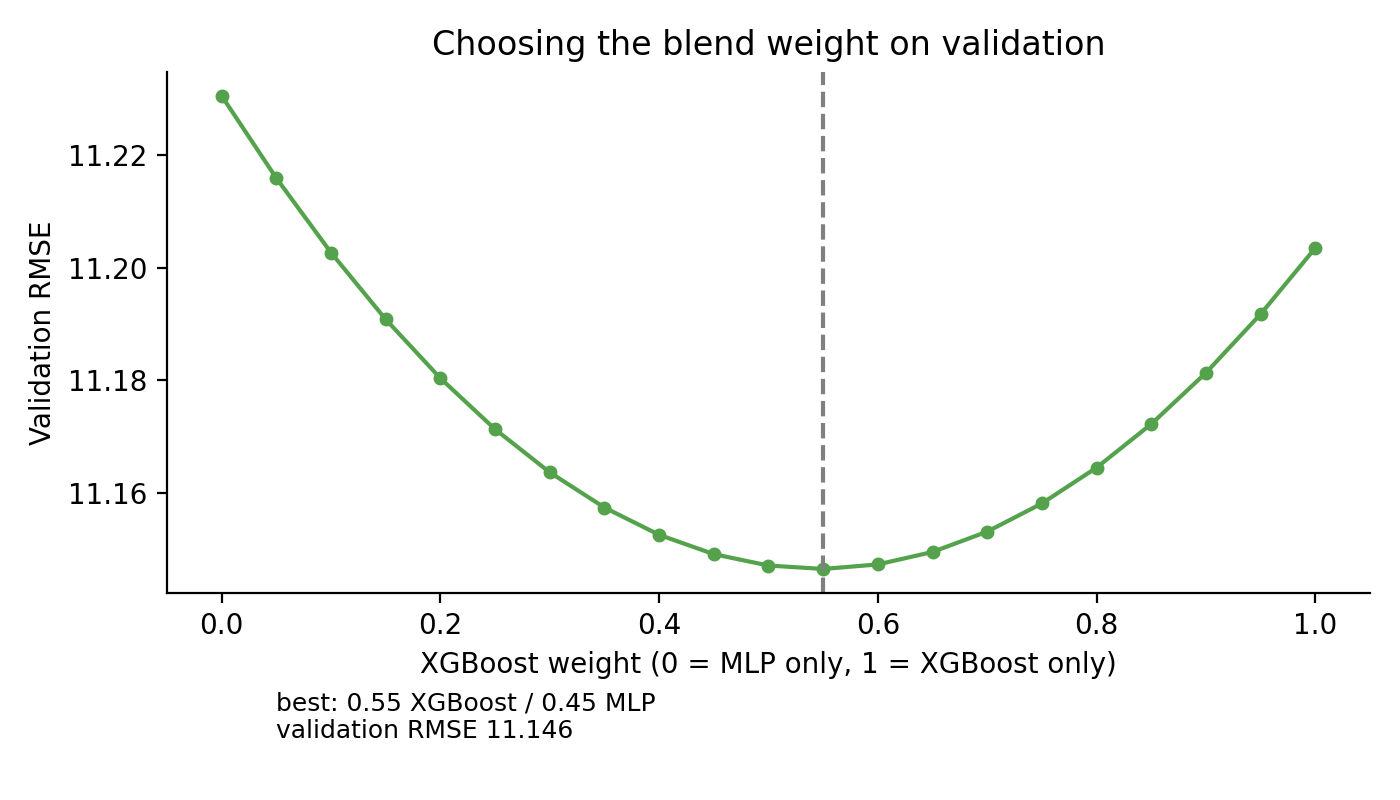 Choosing the blend weight on validation
Validation RMSE
11.22
11.20
11.18
11.16
0.0 0.2 0.4 0.6 0.8 1.0
XGBoost weight (0 = MLP only, 1 = XGBoost only)
best: 0.55 XGBoost / 0.45 MLP
validation RMSE 11.146